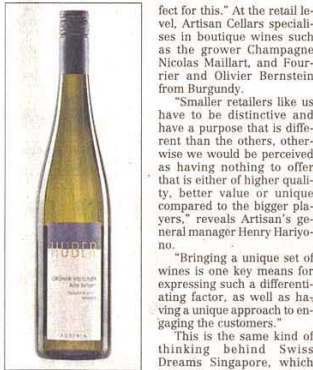 HUBER
GRÜNER VELTLINER
Alte Setzen
AUSTRIA
fect for this." At the retail le-
vel, Artisan Cellars speciali-
ses in boutique wines such
as the grower Champagne
Nicolas Maillart, and Four-
rier and Olivier Bernstein
from Burgundy.
"Smaller retailers like us
have to be distinctive and
have a purpose that is diffe-
rent than the others, other-
wise we would be perceived
as having nothing to offer
that is either of higher quali-
ty, better value or unique
compared to the bigger pla-
yers," reveals Artisan's ge-
neral manager Henry Hariyo-
no.
"Bringing a unique set of
wines is one key means for
expressing such a differenti-
ating factor, as well as ha-
ving a unique approach to en-
gaging the customers."
This is the same kind of
thinking behind Swiss
Dreams Singapore, which